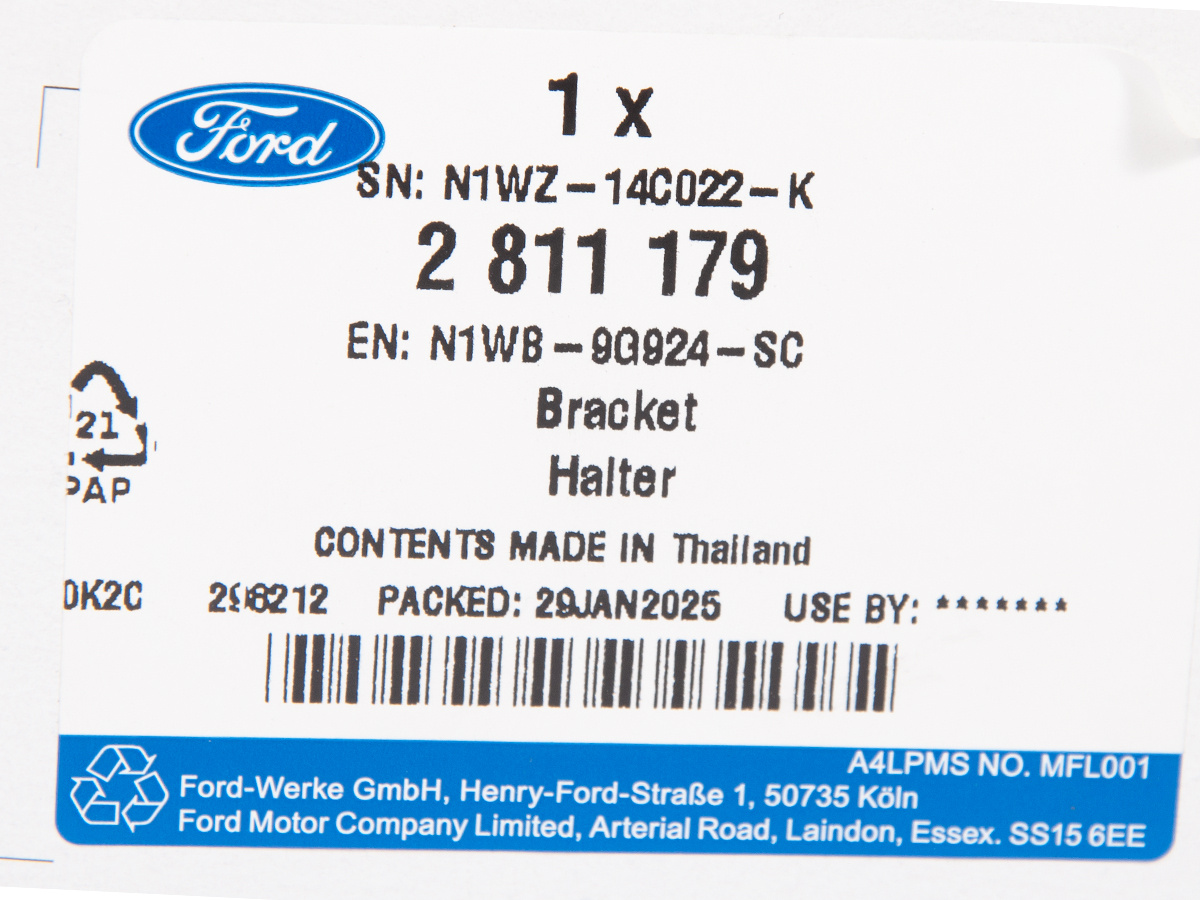 Ford
1 x
SN: N1WZ-14C022-K
2 811 179
EN: N1WB-9G924-SC
Bracket
Halter
21
PAP
CONTENTS MADE IN Thailand
0K2C PACKED: 29JAN2025 USE BY: *******
A4LPMS NO. MFL001
Ford-Werke GmbH, Henry-Ford-Straße 1, 50735 Köln
Ford Motor Company Limited, Arterial Road, Laindon, Essex. SS15 6EE